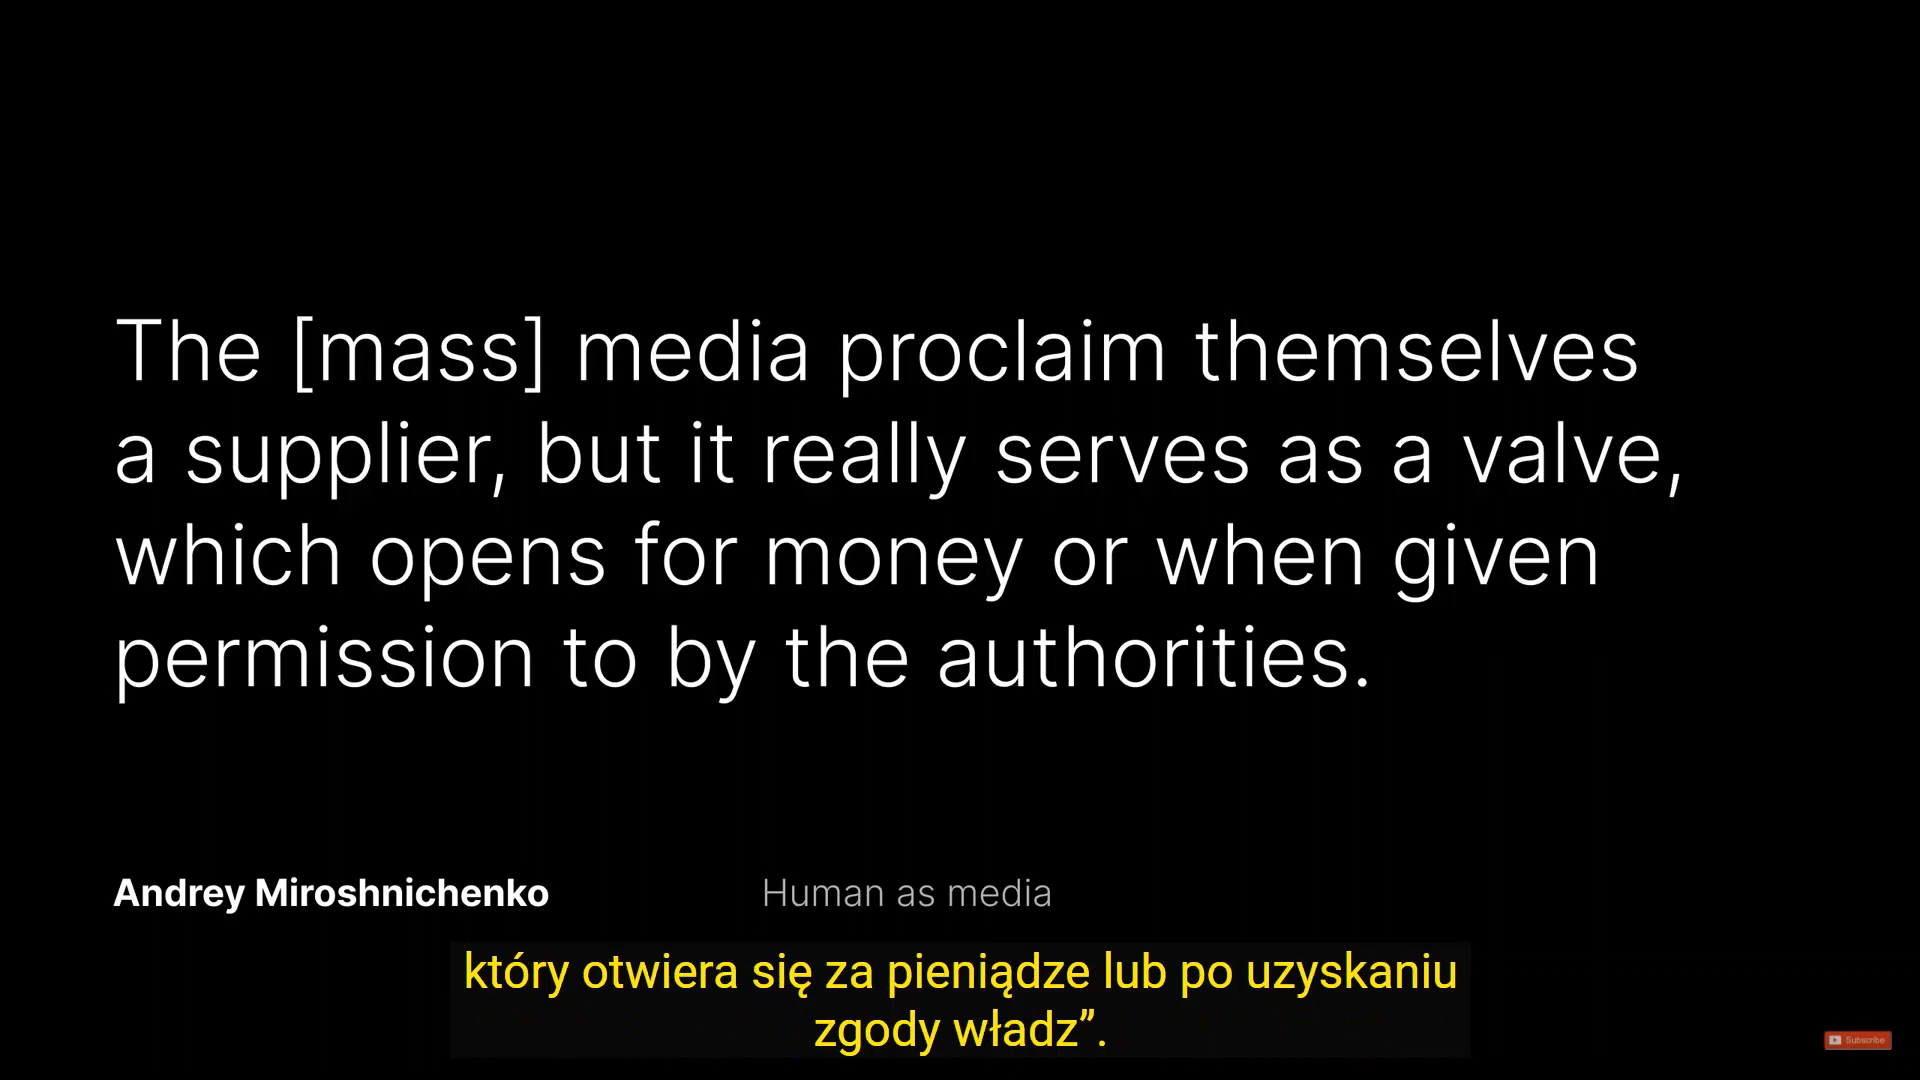 The [mass] media proclaim themselves
a supplier, but it really serves as a valve,
which opens for money or when given
permission to by the authorities.
Andrey Miroshnichenko
Human as media
który otwiera się za pieniądze lub po uzyskaniu
zgody władz”.
Subscribe